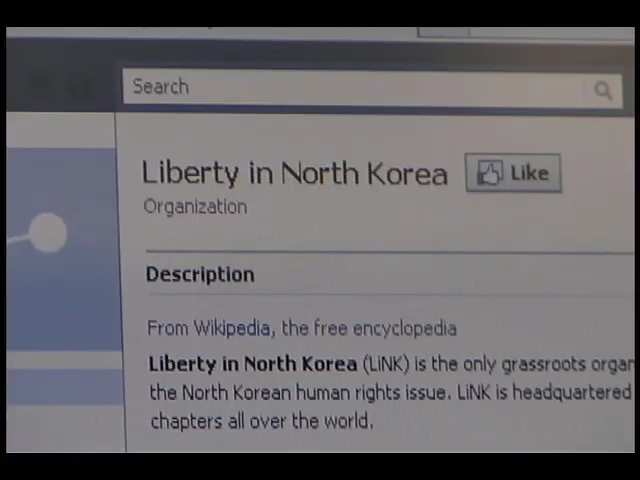 Search
Liberty in North Korea Like
Organization
Description
From Wikipedia, the free encyclopedia
Liberty in North Korea (LiNK) is the only grassroots organ
the North Korean human rights issue. LiNK is headquartered
chapters all over the world.